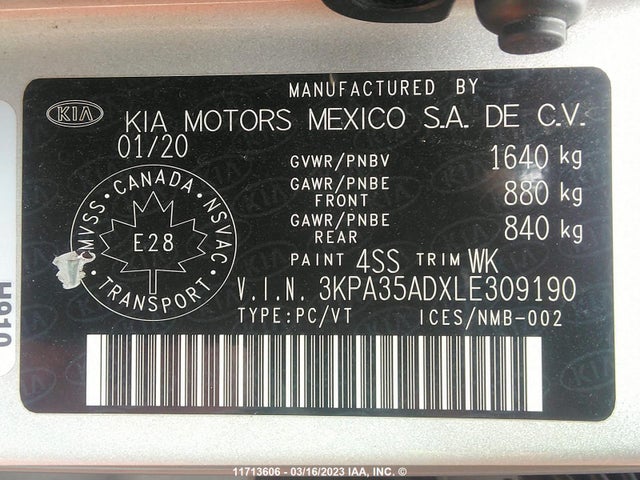 MANUFACTURED BY
KIA KIA MOTORS MEXICO S.A. DE C.V.
01/20
GVWR/PNBV 1640 kg
GAWR/PNBE FRONT 880 kg
GAWR/PNBE REAR 840 kg
CANADA
CMVSS NSVAC
E28
TRANSPORT
PAINT 4SS TRIM WK
V.I.N. 3KPA35ADXLE309190
TYPE:PC/VT ICES/NMB-002
11713606 - 03/16/2023 IAA, INC. ©